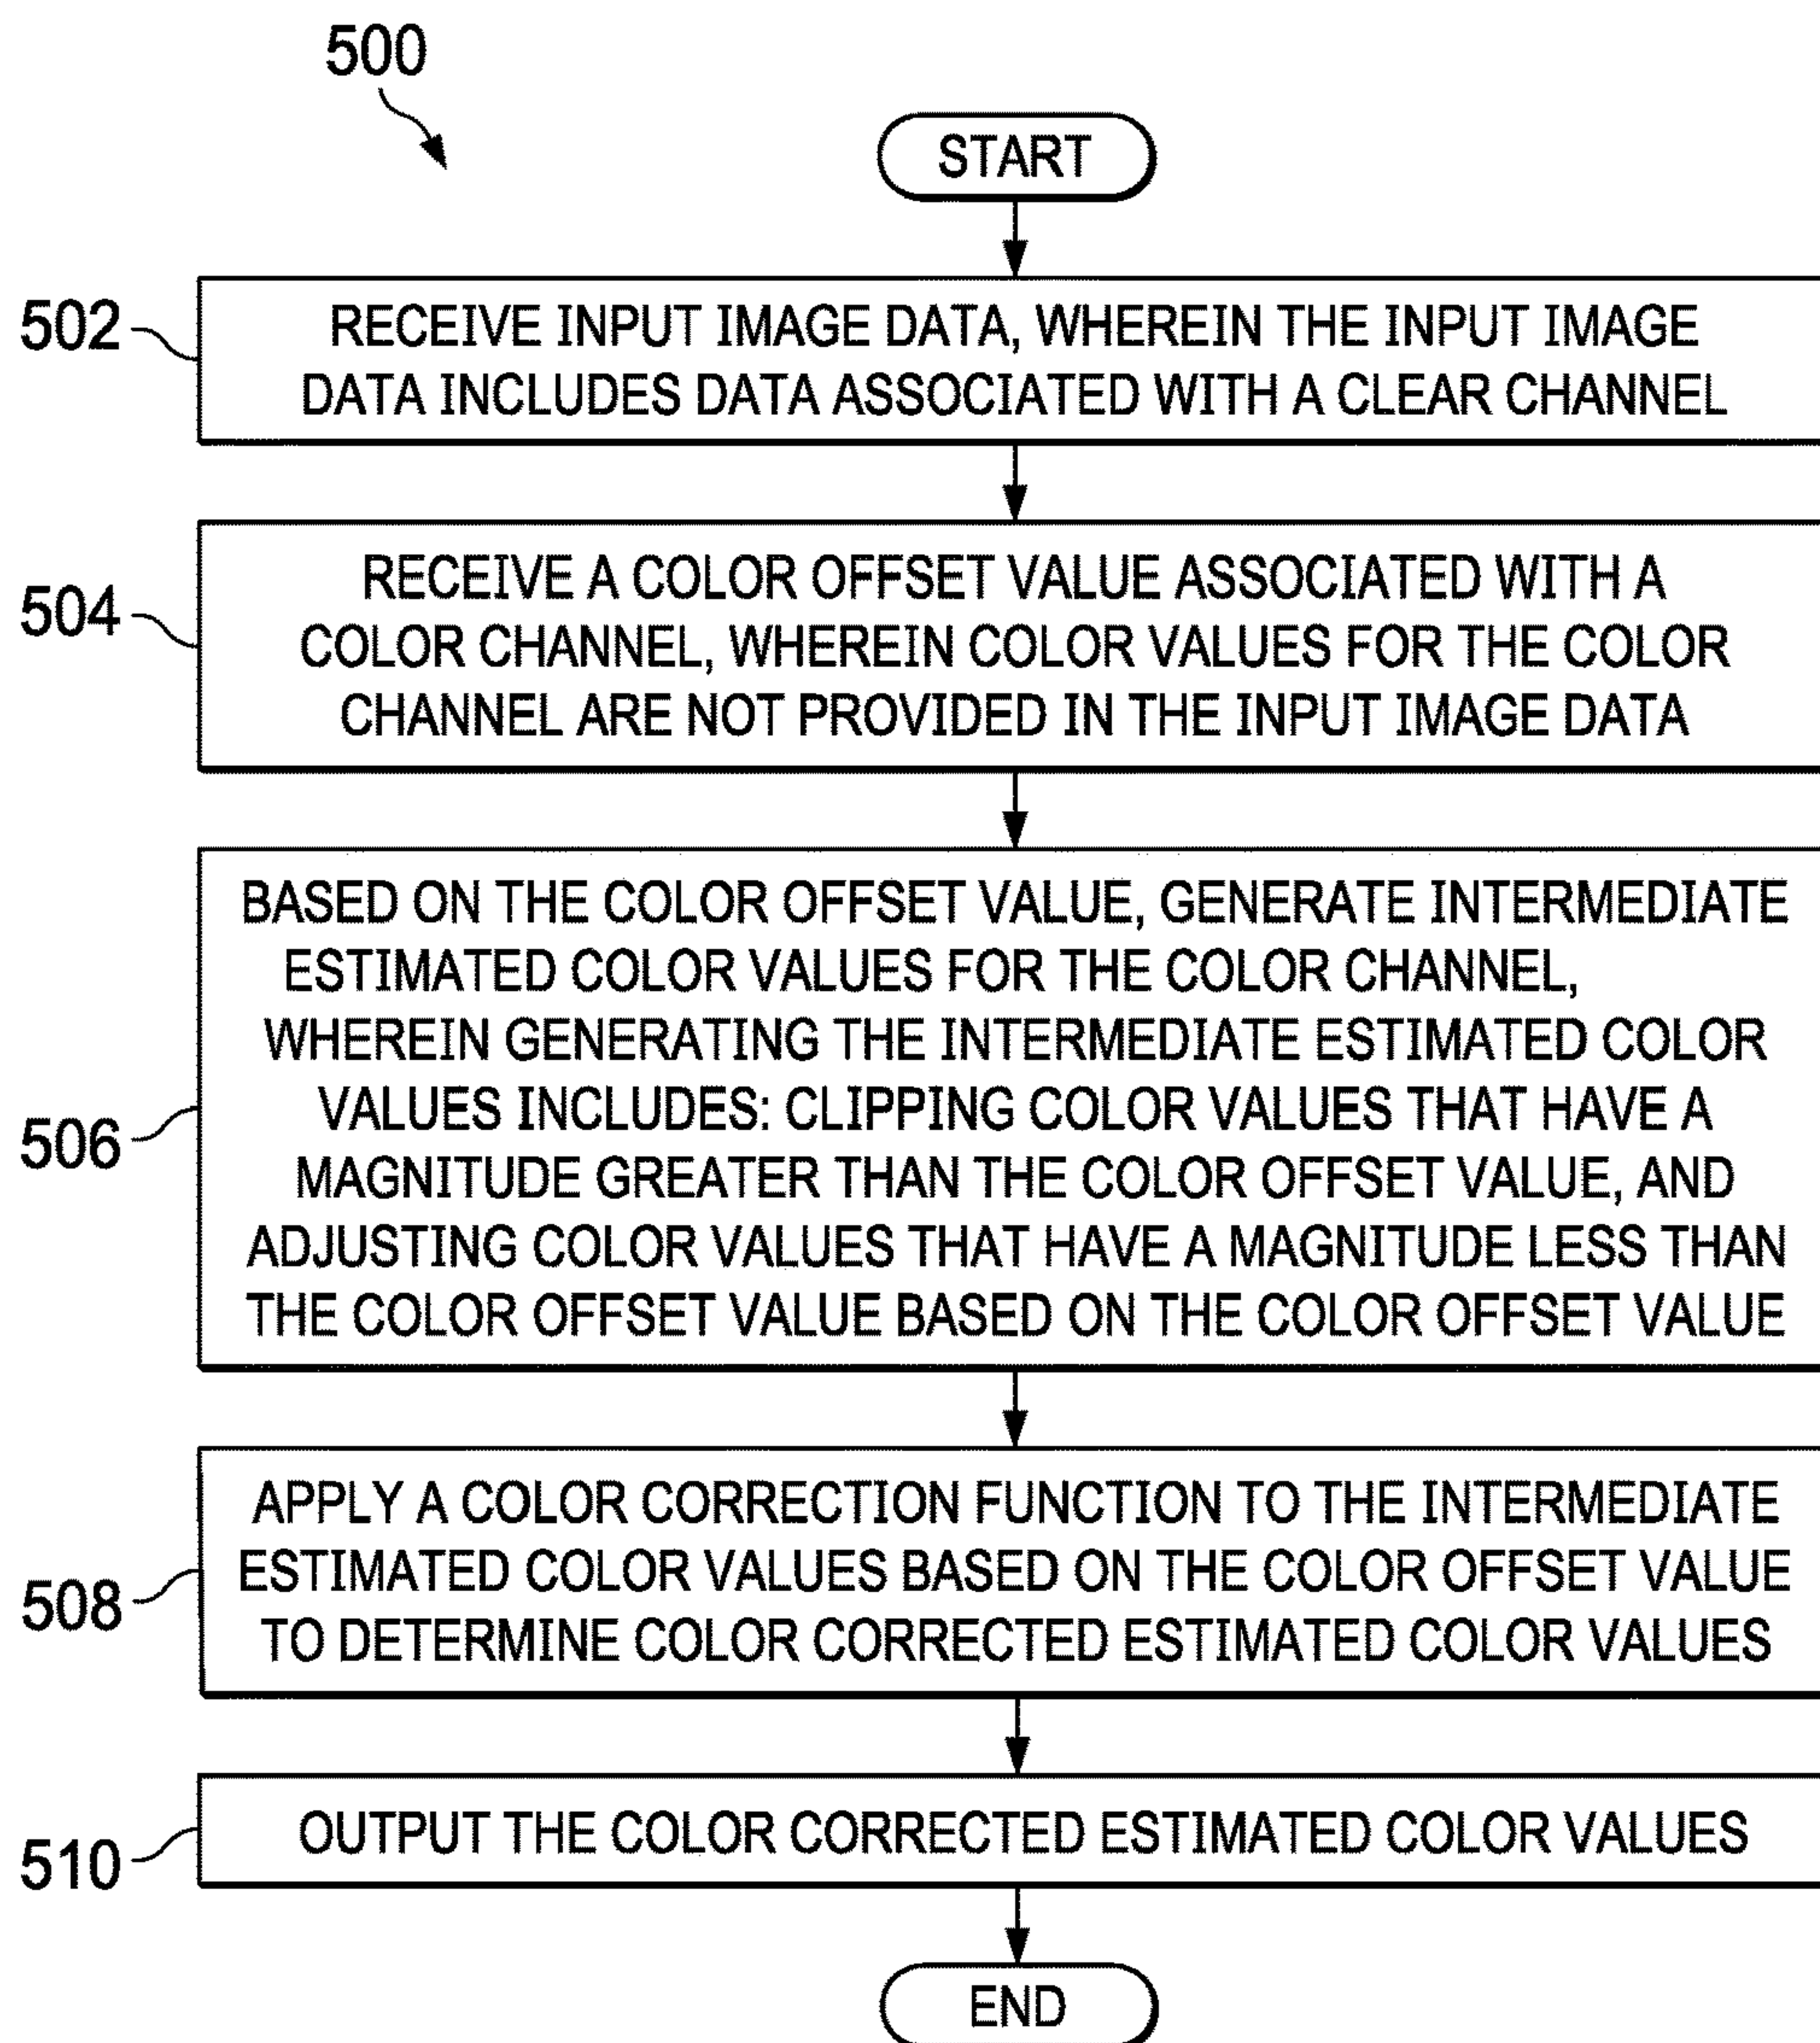 500
START
502
RECEIVE INPUT IMAGE DATA, WHEREIN THE INPUT IMAGE
DATA INCLUDES DATA ASSOCIATED WITH A CLEAR CHANNEL
504
RECEIVE A COLOR OFFSET VALUE ASSOCIATED WITH A
COLOR CHANNEL, WHEREIN COLOR VALUES FOR THE COLOR
CHANNEL ARE NOT PROVIDED IN THE INPUT IMAGE DATA
506
BASED ON THE COLOR OFFSET VALUE, GENERATE INTERMEDIATE
ESTIMATED COLOR VALUES FOR THE COLOR CHANNEL,
WHEREIN GENERATING THE INTERMEDIATE ESTIMATED COLOR
VALUES INCLUDES: CLIPPING COLOR VALUES THAT HAVE A
MAGNITUDE GREATER THAN THE COLOR OFFSET VALUE, AND
ADJUSTING COLOR VALUES THAT HAVE A MAGNITUDE LESS THAN
THE COLOR OFFSET VALUE BASED ON THE COLOR OFFSET VALUE
508
APPLY A COLOR CORRECTION FUNCTION TO THE INTERMEDIATE
ESTIMATED COLOR VALUES BASED ON THE COLOR OFFSET VALUE
TO DETERMINE COLOR CORRECTED ESTIMATED COLOR VALUES
510
OUTPUT THE COLOR CORRECTED ESTIMATED COLOR VALUES
END